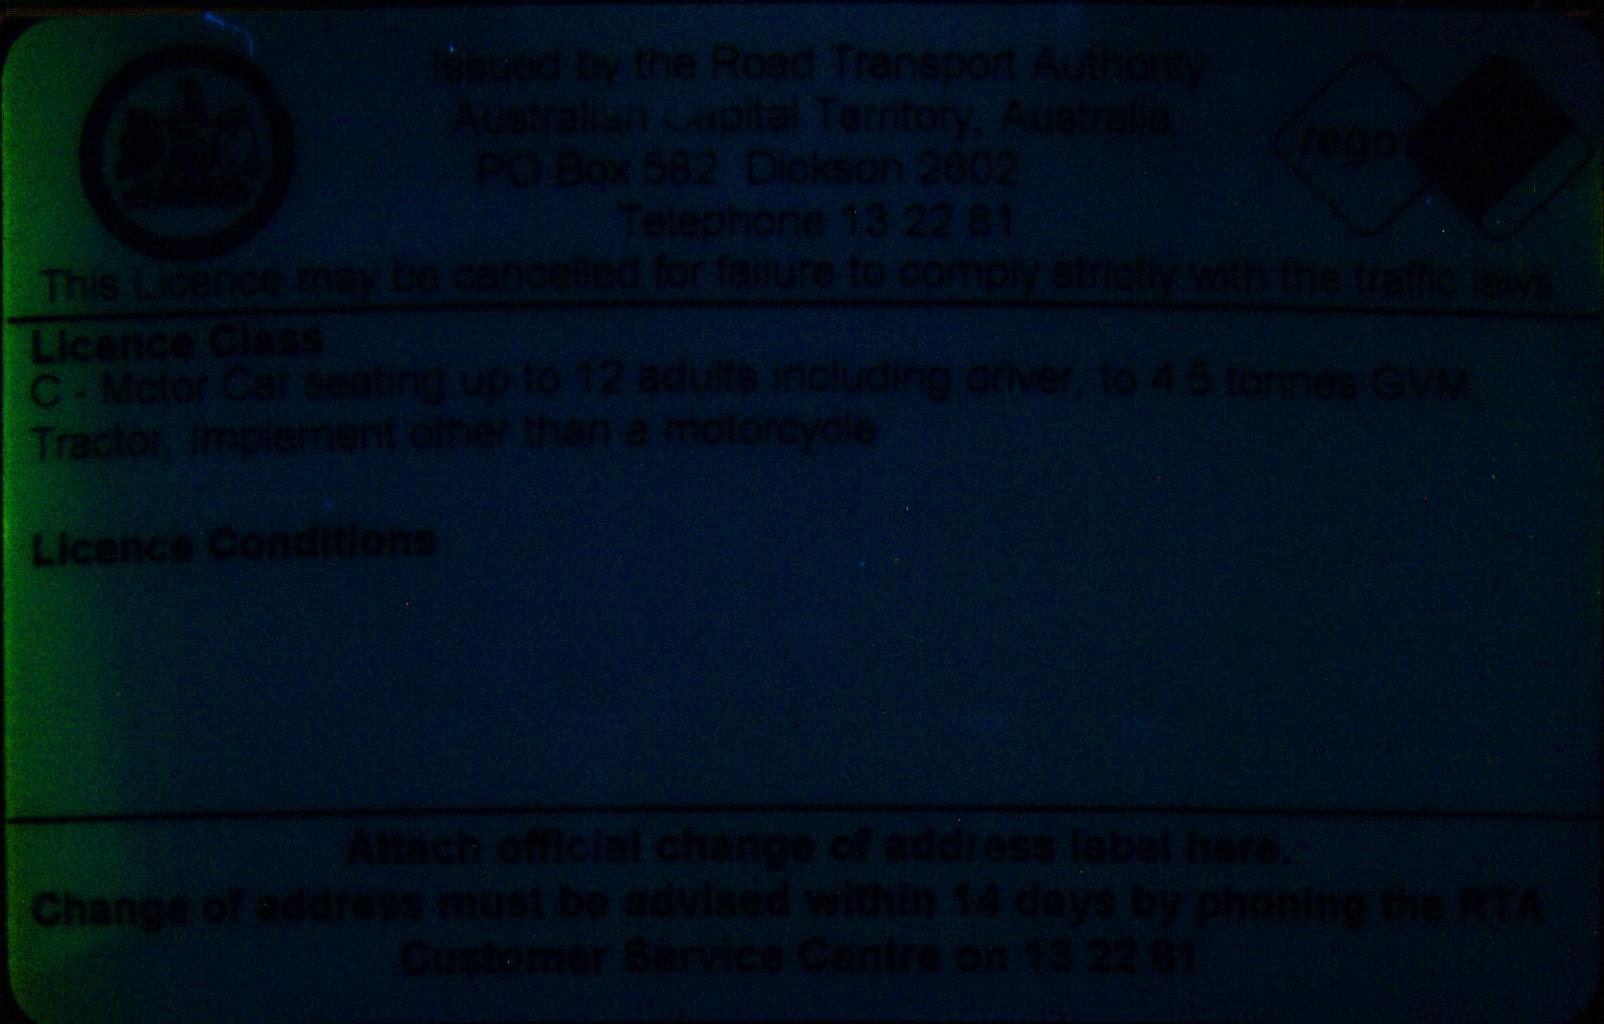 Issued by the Road Transport Authority
Australian Capital Territory, Australia
PO Box 582 Dickson 2602
Telephone 13 22 81
rego
This Licence may be cancelled for failure to comply strictly with the traffic laws.
Licence Class
C - Motor Car seating up to 12 adults including driver, to 4.5 tonnes GVM,
Tractor, Implement other than a motorcycle
Licence Conditions
Attach official change of address label here.
Change of address must be advised within 14 days by phoning the RTA
Customer Service Centre on 13 22 81